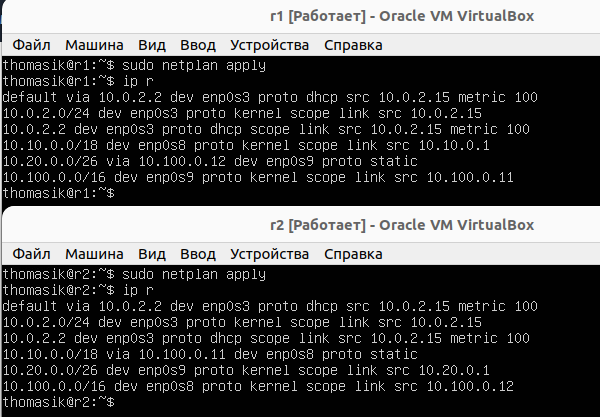 r1 [Работает] - Oracle VM VirtualBox
Файл Машина Вид Ввод Устройства Справка
thomasik@r1:~$ sudo netplan apply
thomasik@r1:~$ ip r
default via 10.0.2.2 dev enp0s3 proto dhcp src 10.0.2.15 metric 100
10.0.2.0/24 dev enp0s3 proto kernel scope link src 10.0.2.15
10.0.2.2 dev enp0s3 proto dhcp scope link src 10.0.2.15 metric 100
10.10.0.0/18 dev enp0s8 proto kernel scope link src 10.10.0.1
10.20.0.0/26 via 10.100.0.12 dev enp0s9 proto static
10.100.0.0/16 dev enp0s9 proto kernel scope link src 10.100.0.11
thomasik@r1:~$
r2 [Работает] - Oracle VM VirtualBox
Файл Машина Вид Ввод Устройства Справка
thomasik@r2:~$ sudo netplan apply
thomasik@r2:~$ ip r
default via 10.0.2.2 dev enp0s3 proto dhcp src 10.0.2.15 metric 100
10.0.2.0/24 dev enp0s3 proto kernel scope link src 10.0.2.15
10.0.2.2 dev enp0s3 proto dhcp scope link src 10.0.2.15 metric 100
10.10.0.0/18 via 10.100.0.11 dev enp0s8 proto static
10.20.0.0/26 dev enp0s9 proto kernel scope link src 10.20.0.1
10.100.0.0/16 dev enp0s8 proto kernel scope link src 10.100.0.12
thomasik@r2:~$